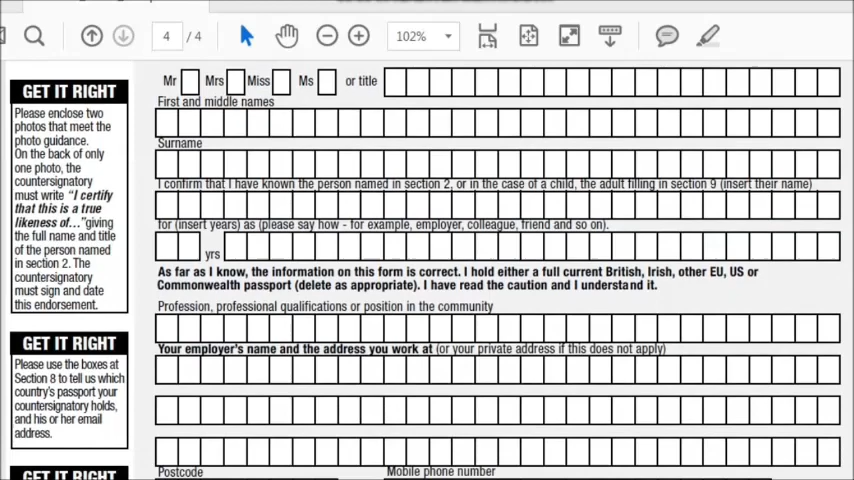 4 / 4
102%
GET IT RIGHT
Please enclose two
photos that meet the
photo guidance.
On the back of only
one photo, the
countersignatory
must write "I certify
that this is a true
likeness of..." giving
the full name and title
of the person named
in section 2. The
countersignatory
must sign and date
this endorsement.
GET IT RIGHT
Please use the boxes at
Section 8 to tell us which
country's passport your
countersignatory holds,
and his or her email
address.
GET IT RIGHT
Mr Mrs Miss Ms or title
First and middle names
Surname
I confirm that I have known the person named in section 2, or in the case of a child, the adult filling in section 9 (insert their name)
for (insert years) as (please say how - for example, employer, colleague, friend and so on).
yrs
As far as I know, the information on this form is correct. I hold either a full current British, Irish, other EU, US or
Commonwealth passport (delete as appropriate). I have read the caution and I understand it.
Profession, professional qualifications or position in the community
Your employer's name and the address you work at (or your private address if this does not apply)
Postcode Mobile phone number